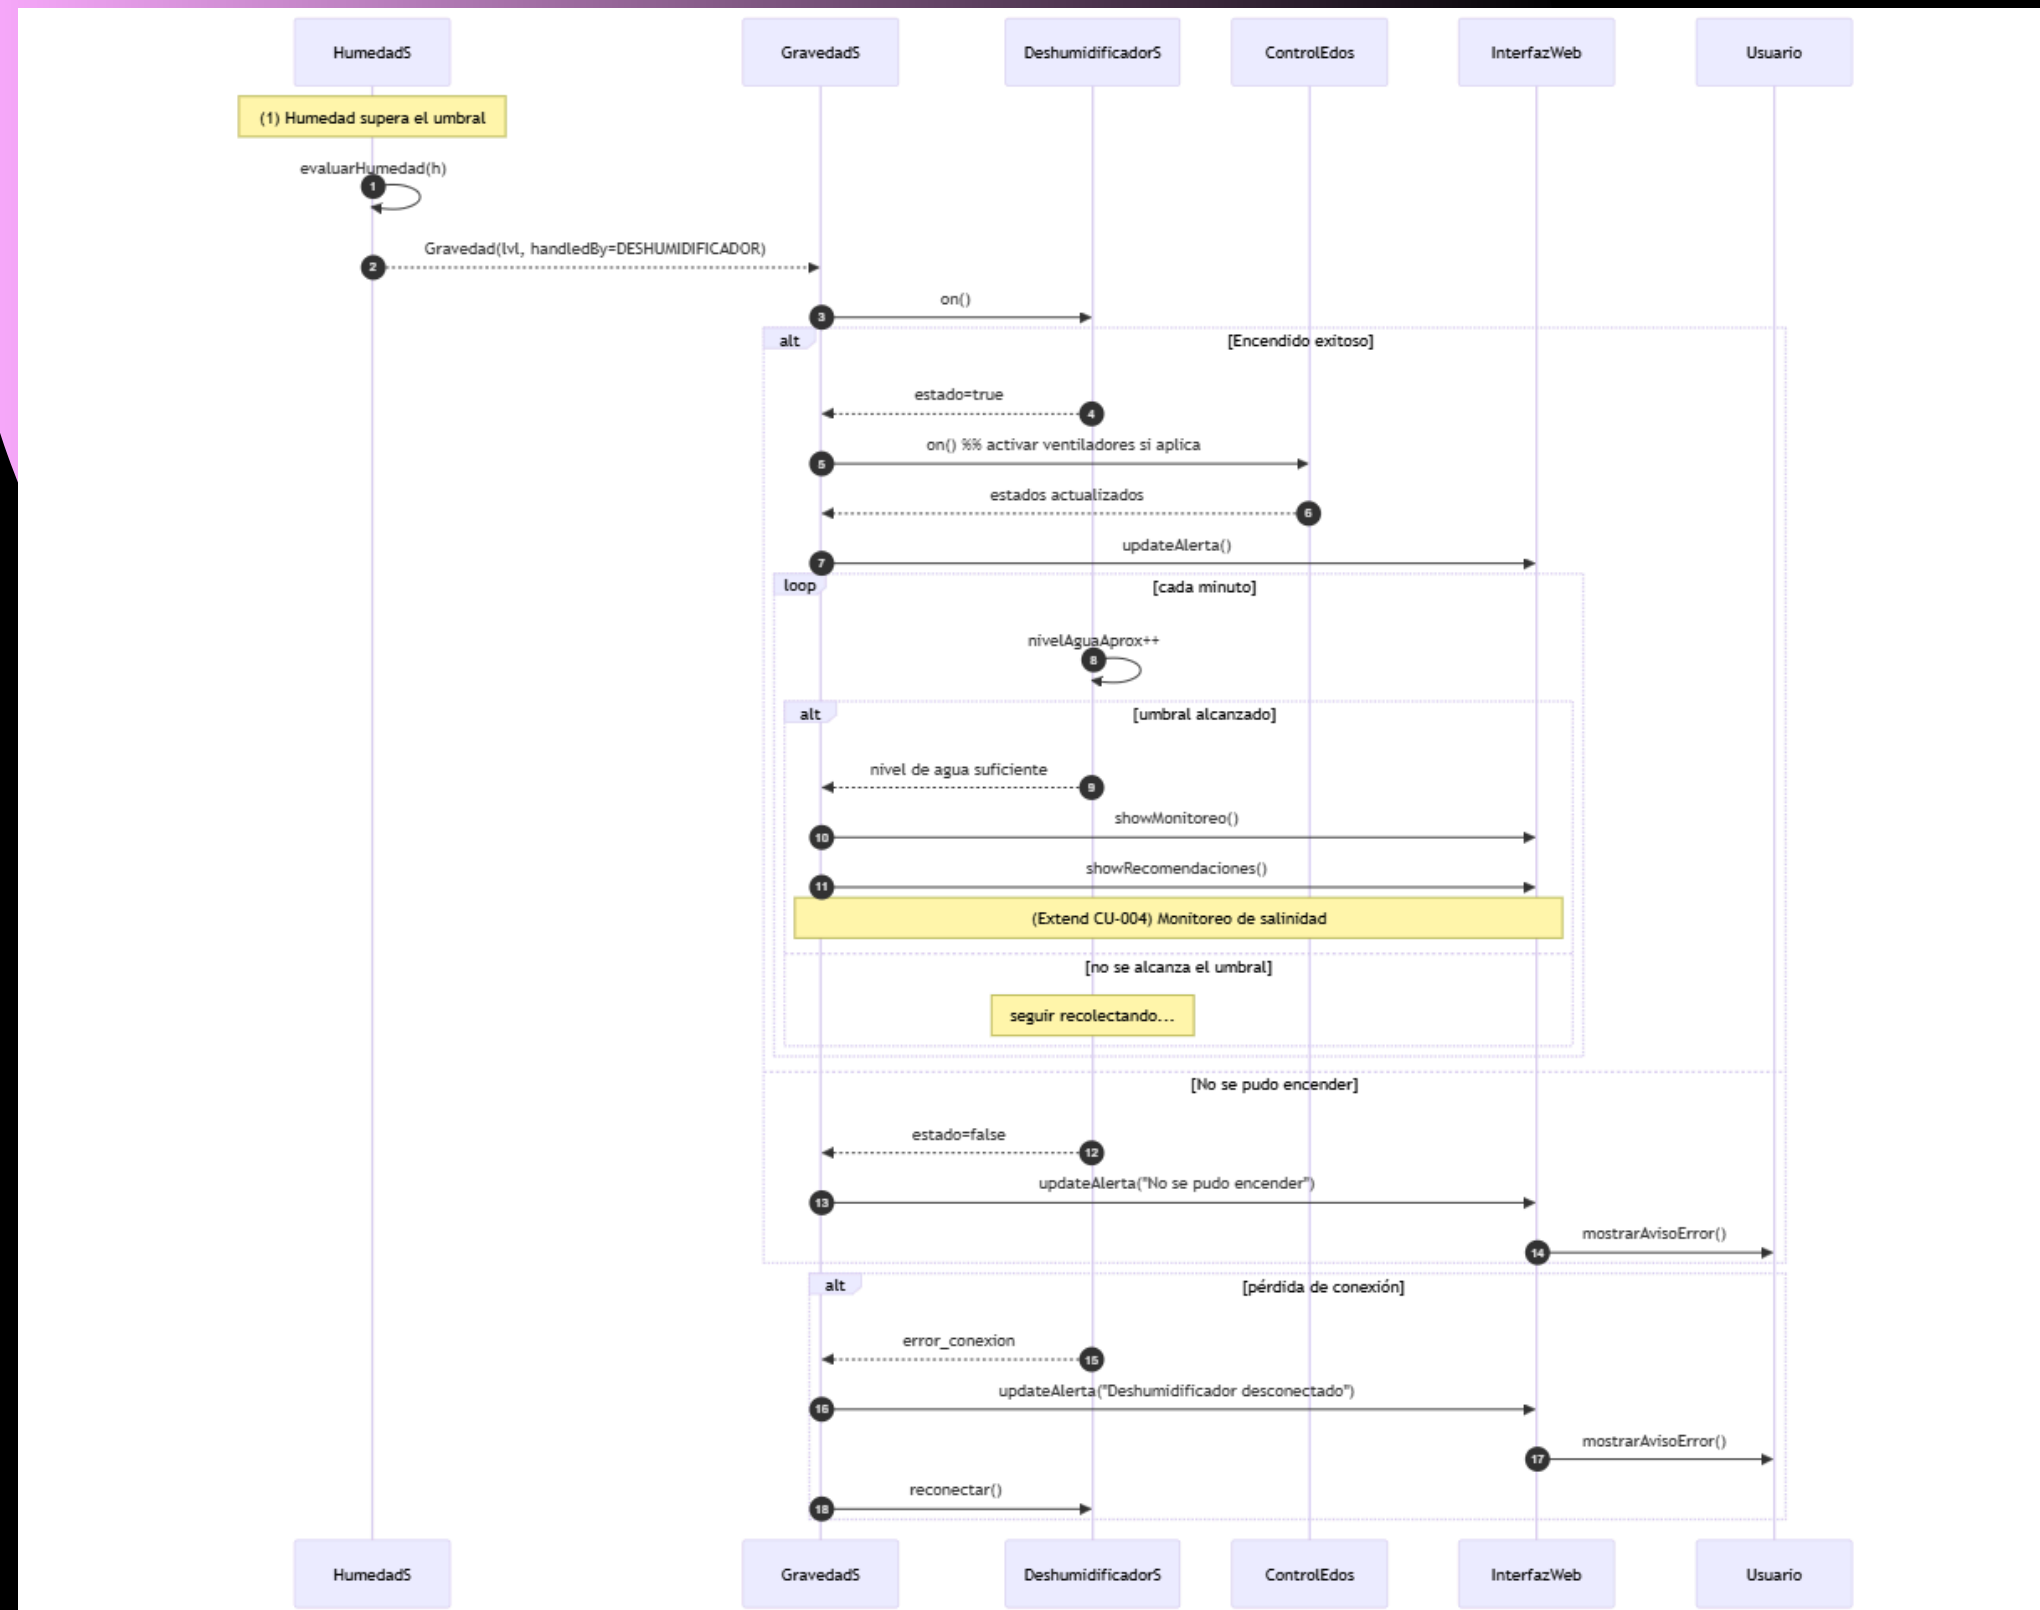 HumedadS
GravedadS
DeshumidificadorS
ControlEdos
InterfazWeb
Usuario
(1) Humedad supera el umbral
evaluarHumedad(h)
1
Gravedad(lvl, handledBy=DESHUMIDIFICADOR)
2
on()
3
alt
[Encendido exitoso]
estado=true
4
on() %% activar ventiladores si aplica
5
estados actualizados
6
updateAlerta()
7
loop
[cada minuto]
nivelAguaAprox++
8
alt
[umbral alcanzado]
nivel de agua suficiente
9
showMonitoreo()
10
showRecomendaciones()
11
(Extend CU-004) Monitoreo de salinidad
[no se alcanza el umbral]
seguir recolectando...
[No se pudo encender]
estado=false
12
updateAlerta("No se pudo encender")
13
mostrarAvisoError()
14
alt
[pérdida de conexión]
error_conexion
15
updateAlerta("Deshumidificador desconectado")
16
mostrarAvisoError()
17
reconectar()
18
HumedadS
GravedadS
DeshumidificadorS
ControlEdos
InterfazWeb
Usuario